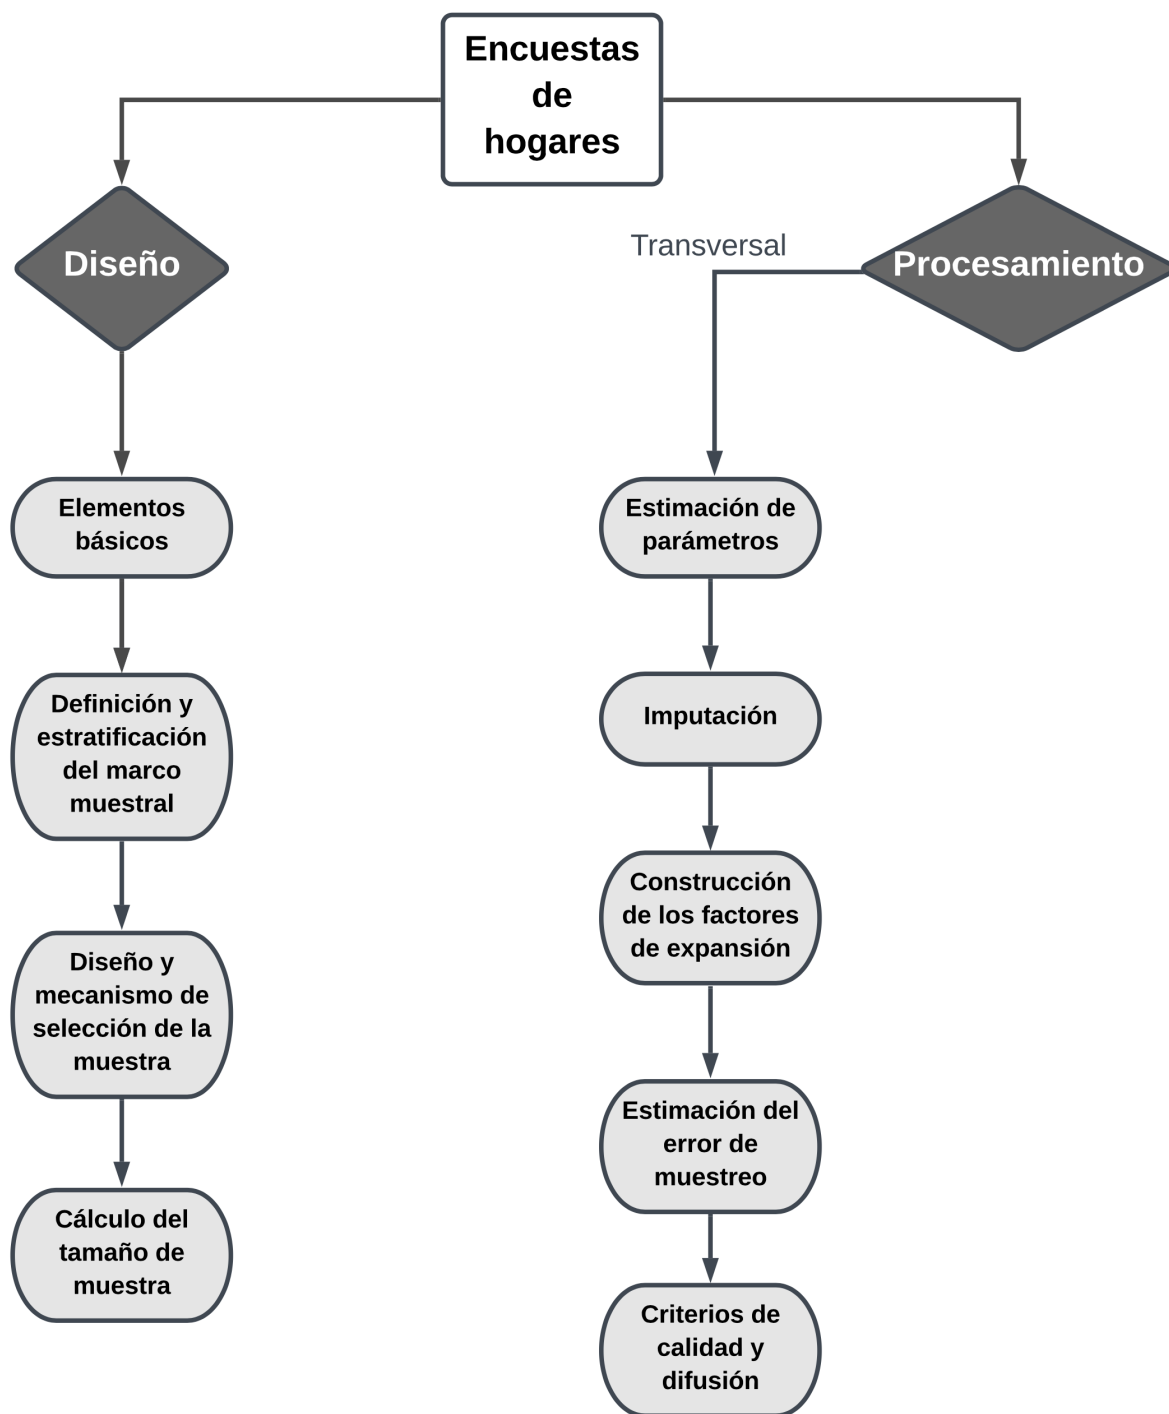 Encuestas
de
hogares
Diseño
Transversal
Procesamiento
Elementos
básicos
Definición y
estratificación
del marco
muestral
Diseño y
mecanismo de
selección de la
muestra
Cálculo del
tamaño de
muestra
Estimación de
parámetros
Imputación
Construcción
de los factores
de expansión
Estimación del
error de
muestreo
Criterios de
calidad y
difusión